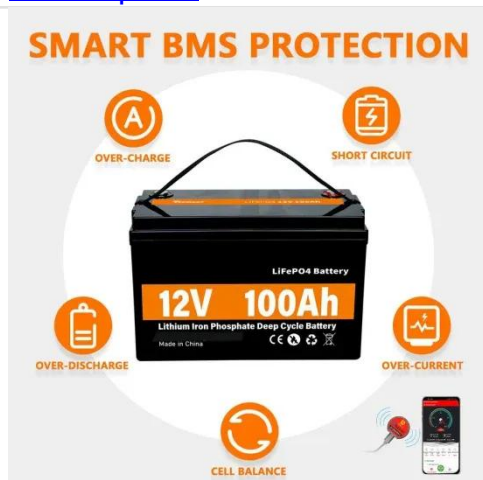 SMART BMS PROTECTION
OVER-CHARGE
SHORT CIRCUIT
LiFePO4 Battery
12V 100Ah
Lithium Iron Phosphate Deep Cycle Battery
Made in China
CE
OVER-DISCHARGE
OVER-CURRENT
CELL BALANCE